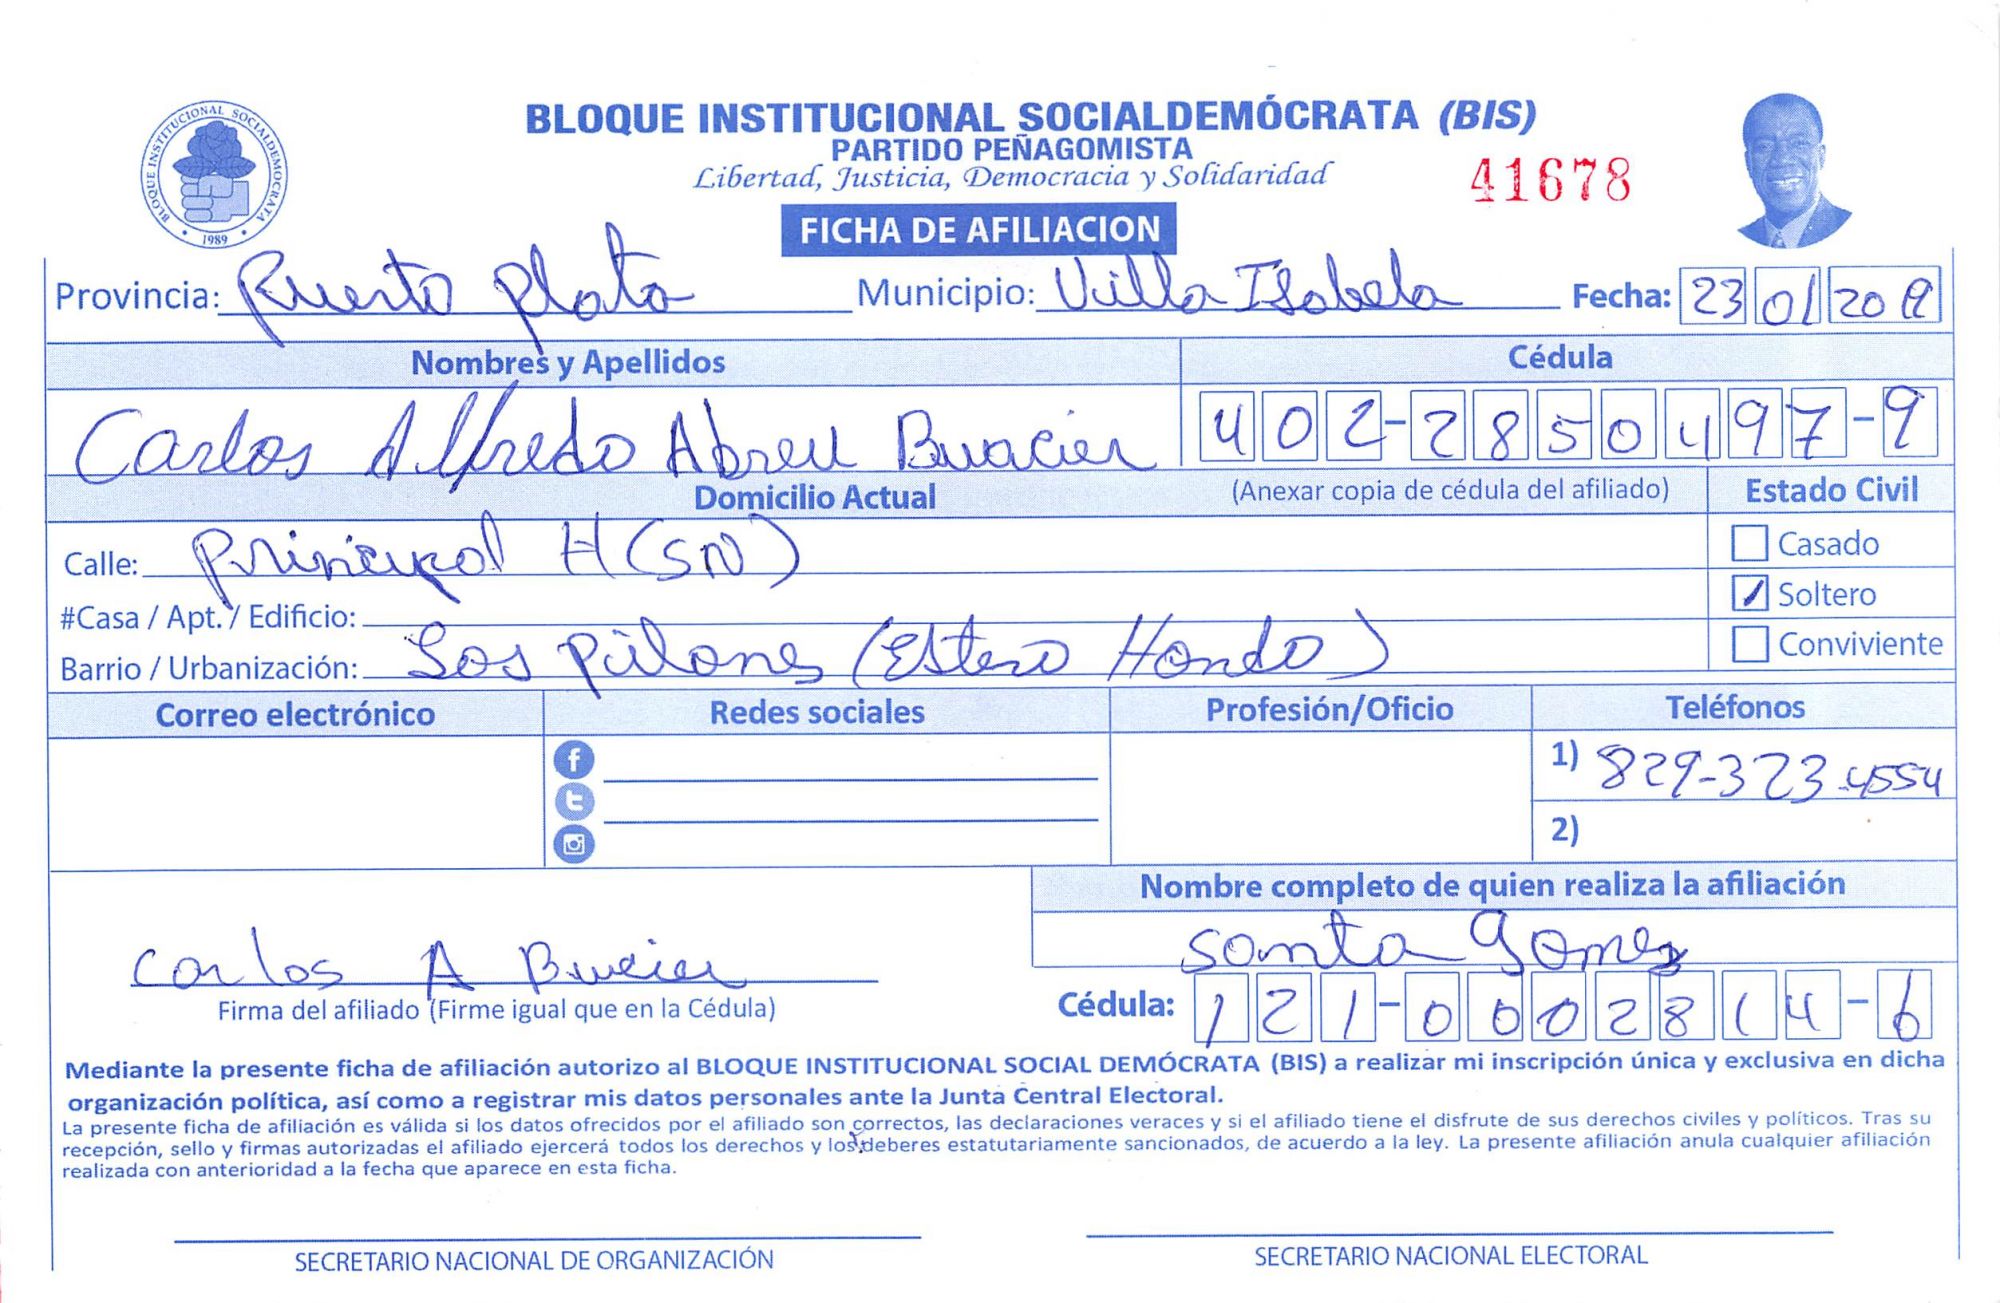 BLOQUE INSTITUCIONAL SOCIALDEMÓCRATA
1989
BLOQUE INSTITUCIONAL SOCIALDEMÓCRATA (BIS)
PARTIDO PEÑAGOMISTA
Libertad, Justicia, Democracia y Solidaridad
41678
FICHA DE AFILIACION
Provincia: Puerto Plata Municipio: Villa Isabela Fecha: 23 01 2019
Nombres y Apellidos Cédula
Carlos Alfredo Abreu 402-2850497-9
Domicilio Actual (Anexar copia de cédula del afiliado) Estado Civil
Calle: Principal H (SN) Casado
#Casa / Apt. / Edificio: Soltero
Barrio / Urbanización: Los pilones (Estero Hondo) Conviviente
Correo electrónico Redes sociales Profesión/Oficio Teléfonos
1) 829-323-4554
2)
Nombre completo de quien realiza la afiliación
Santa Gomez
Carlos A
Firma del afiliado (Firme igual que en la Cédula)
Cédula: 121-0002814-6
Mediante la presente ficha de afiliación autorizo al BLOQUE INSTITUCIONAL SOCIAL DEMÓCRATA (BIS) a realizar mi inscripción única y exclusiva en dicha
organización política, así como a registrar mis datos personales ante la Junta Central Electoral.
La presente ficha de afiliación es válida si los datos ofrecidos por el afiliado son correctos, las declaraciones veraces y si el afiliado tiene el disfrute de sus derechos civiles y políticos. Tras su
recepción, sello y firmas autorizadas el afiliado ejercerá todos los derechos y los deberes estatutariamente sancionados, de acuerdo a la ley. La presente afiliación anula cualquier afiliación
realizada con anterioridad a la fecha que aparece en esta ficha.
SECRETARIO NACIONAL DE ORGANIZACIÓN SECRETARIO NACIONAL ELECTORAL